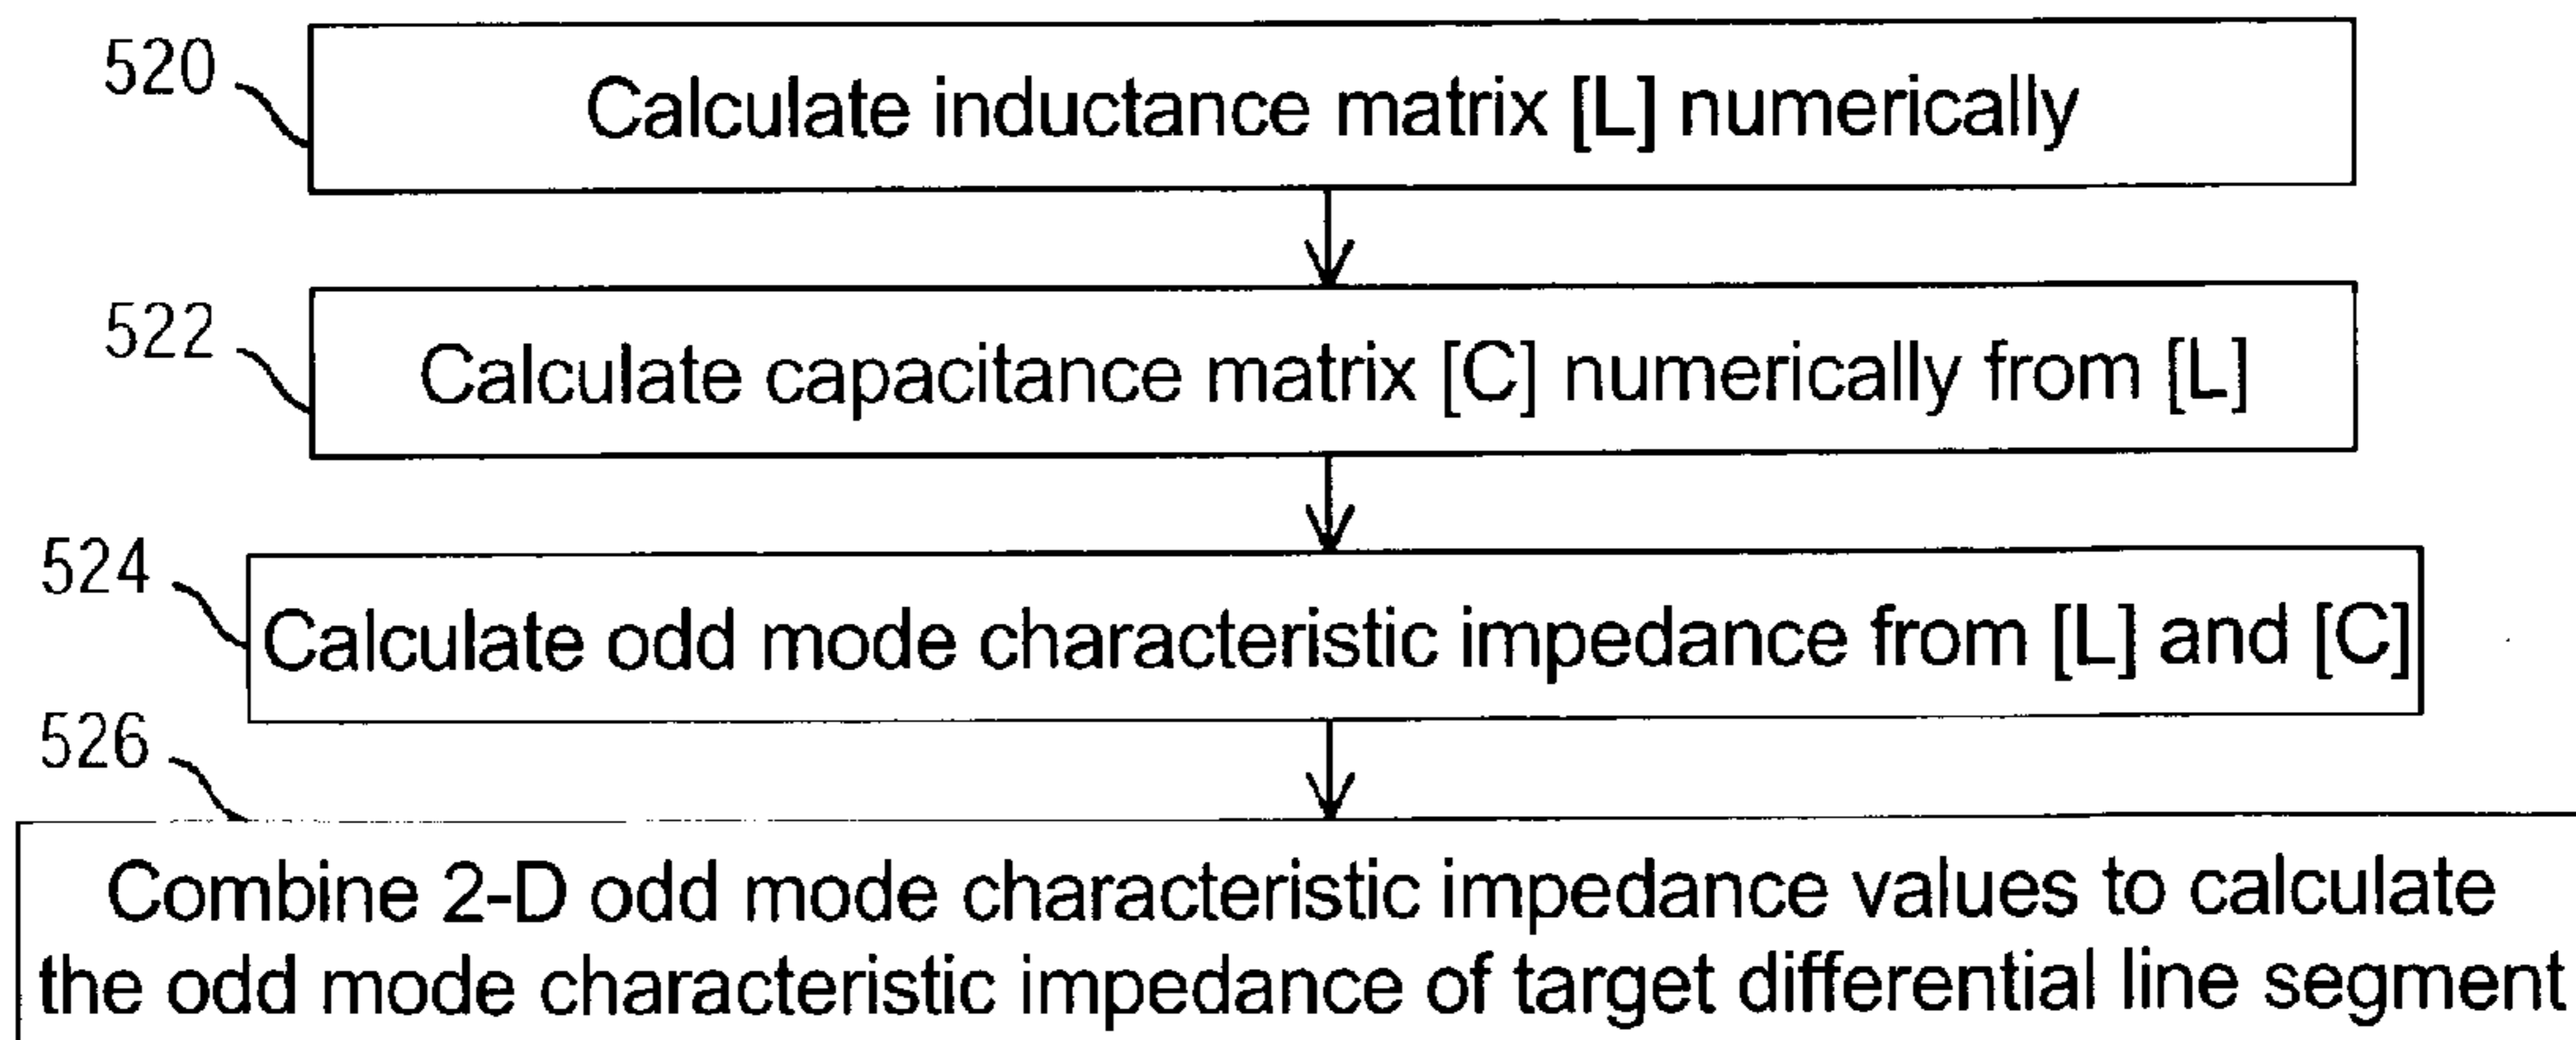 520
Calculate inductance matrix [L] numerically
522
Calculate capacitance matrix [C] numerically from [L]
524
Calculate odd mode characteristic impedance from [L] and [C]
526
Combine 2-D odd mode characteristic impedance values to calculate
the odd mode characteristic impedance of target differential line segment